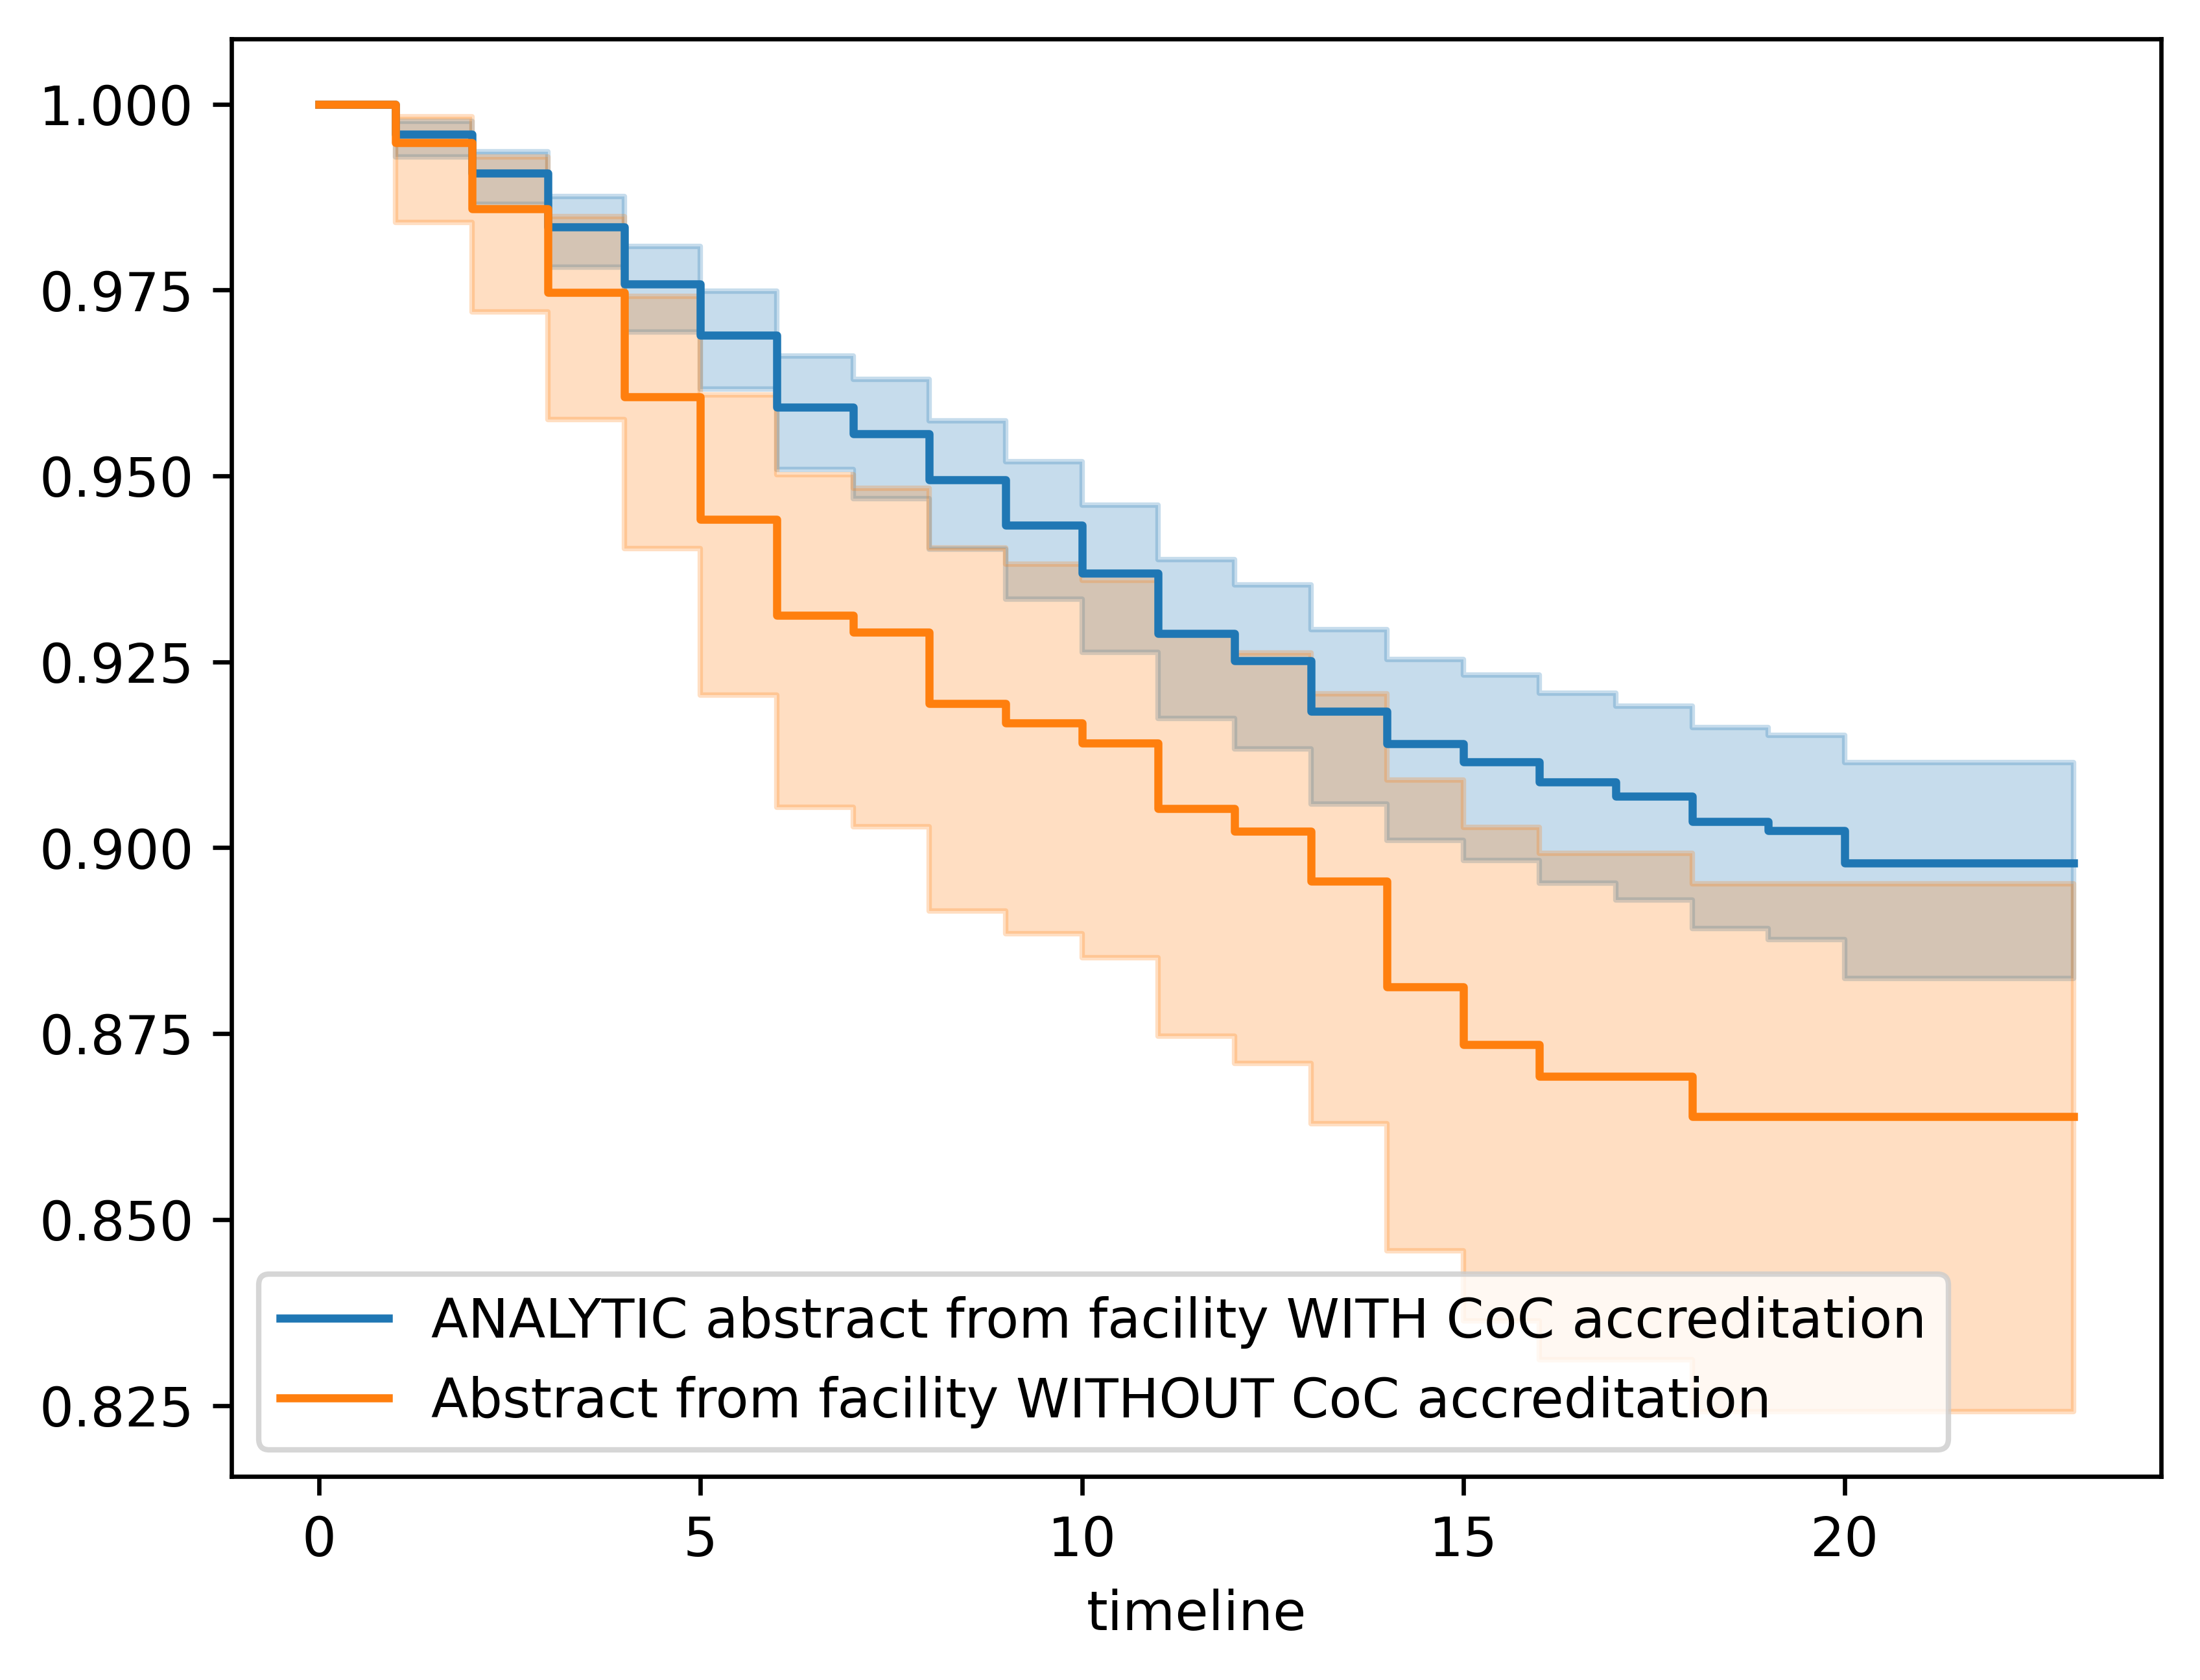 1.000
0.975
0.950
0.925
0.900
0.875
0.850
0.825
ANALYTIC abstract from facility WITH CoC accreditation
Abstract from facility WITHOUT CoC accreditation
0 5 10 15 20
timeline